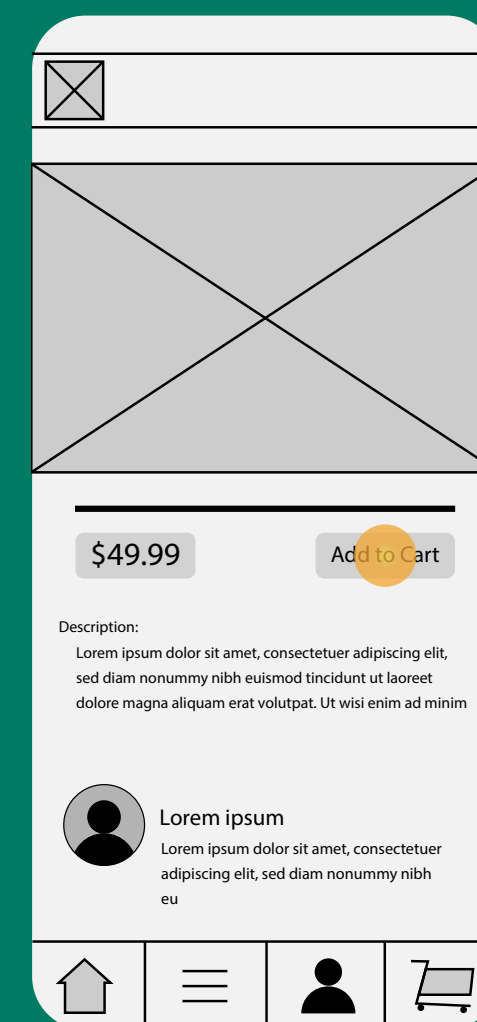 $49.99
Add to Cart
Description:
Lorem ipsum dolor sit amet, consectetuer adipiscing elit,
sed diam nonummy nibh euismod tincidunt ut laoreet
dolore magna aliquam erat volutpat. Ut wisi enim ad minim
Lorem ipsum
Lorem ipsum dolor sit amet, consectetuer
adipiscing elit, sed diam nonummy nibh
eu